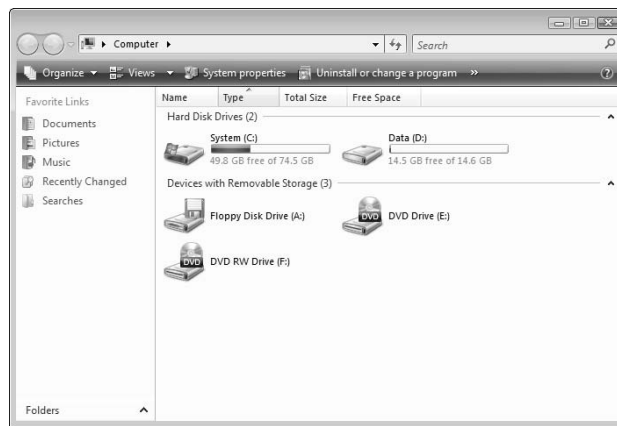 Computer
Search
Organize Views System properties Uninstall or change a program »
Favorite Links
Documents
Pictures
Music
Recently Changed
Searches
Folders
Name Type Total Size Free Space
Hard Disk Drives (2)
System (C:) Data (D:)
49.8 GB free of 74.5 GB 14.5 GB free of 14.6 GB
Devices with Removable Storage (3)
Floppy Disk Drive (A:) DVD Drive (E:)
DVD
DVD RW Drive (F:)
DVD